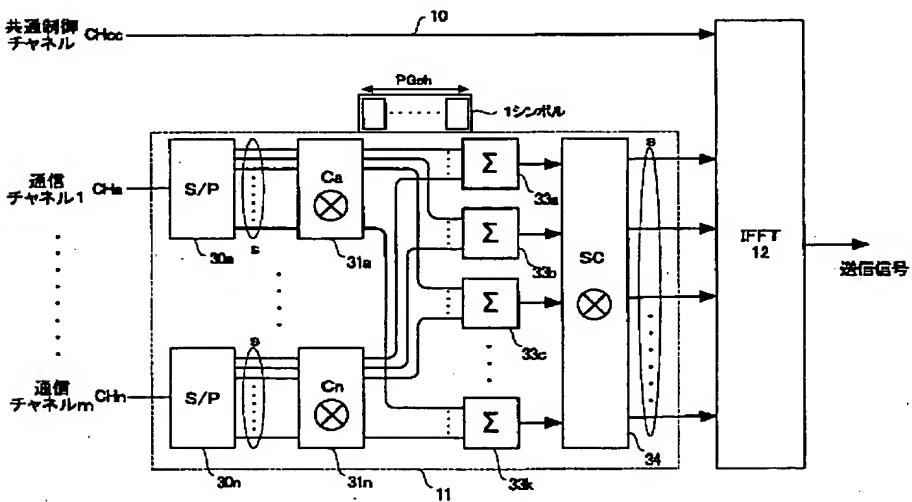 共通制御
チャネル CHcc
10
PGch
1シンボル
通信
チャネル1 CHa
S/P
s
30a
Ca
31a
Σ
33a
Σ
33b
Σ
33c
SC
s
IFFT
12
送信信号
通信
チャネルm CHn
S/P
s
30n
Cn
31n
Σ
33k
34
11